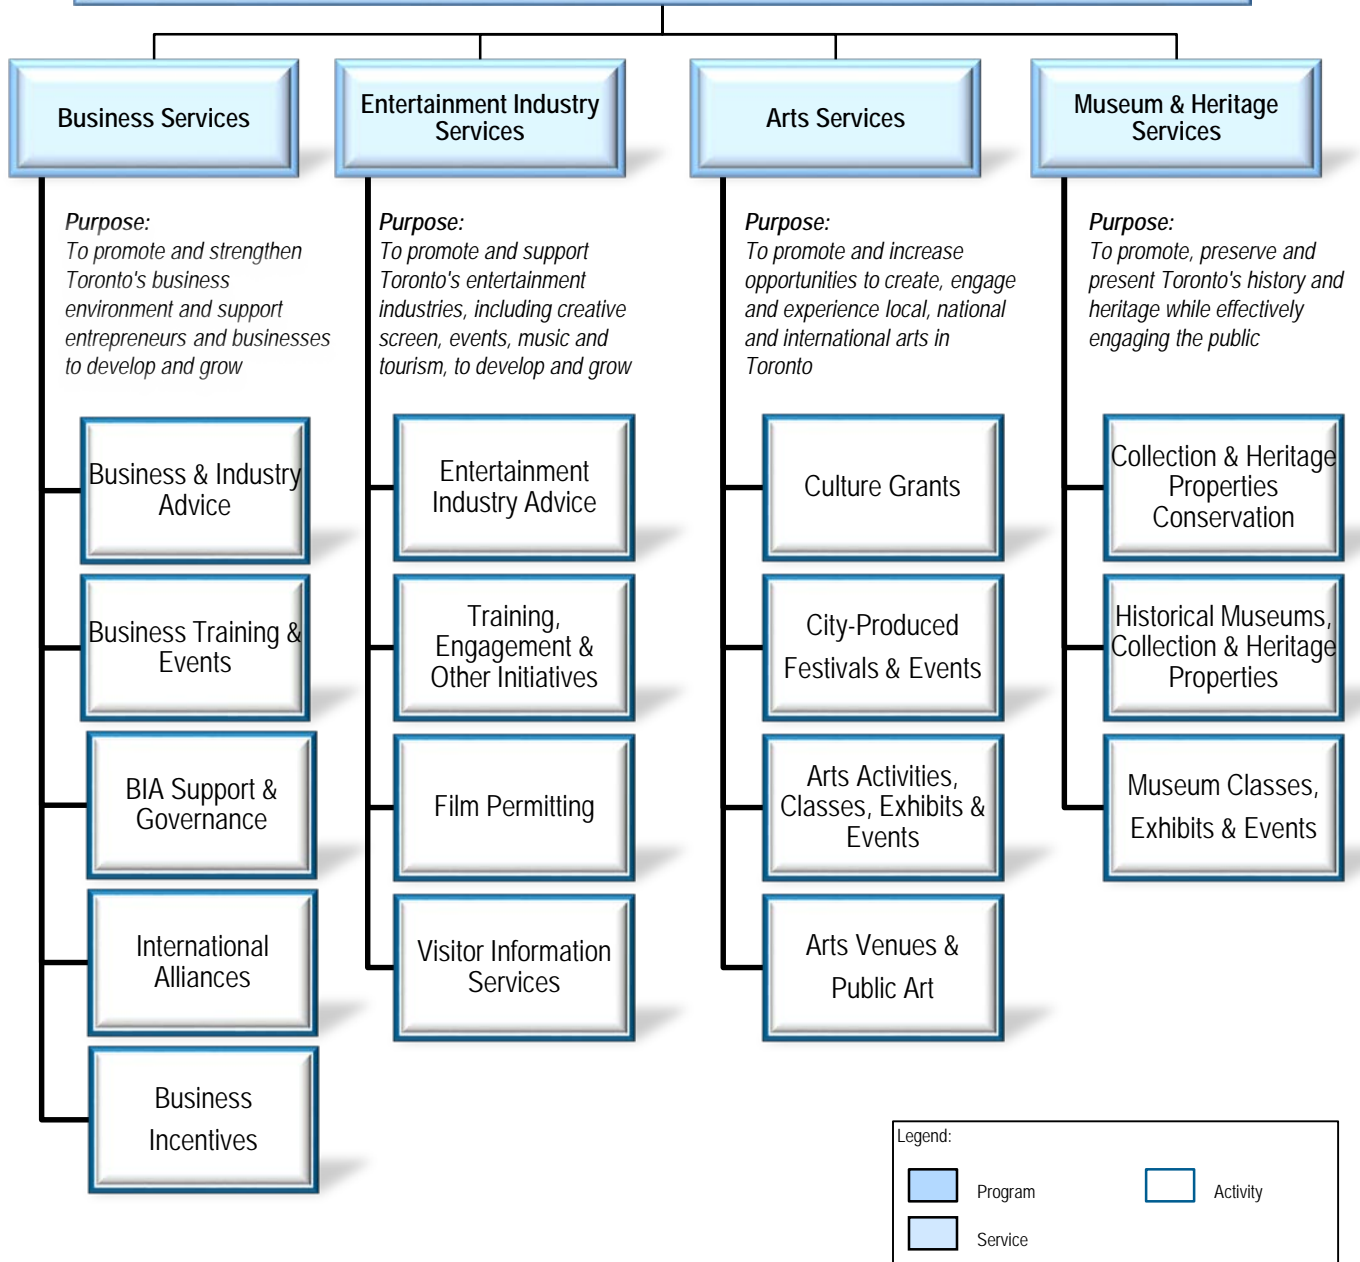 Business Services
Entertainment Industry
Services
Arts Services
Museum & Heritage
Services
Purpose:
To promote and strengthen
Toronto's business
environment and support
entrepreneurs and businesses
to develop and grow
Purpose:
To promote and support
Toronto's entertainment
industries, including creative
screen, events, music and
tourism, to develop and grow
Purpose:
To promote and increase
opportunities to create, engage
and experience local, national
and international arts in
Toronto
Purpose:
To promote, preserve and
present Toronto's history and
heritage while effectively
engaging the public
Business & Industry
Advice
Business Training &
Events
BIA Support &
Governance
International
Alliances
Business
Incentives
Entertainment
Industry Advice
Training,
Engagement &
Other Initiatives
Film Permitting
Visitor Information
Services
Culture Grants
City-Produced
Festivals & Events
Arts Activities,
Classes, Exhibits &
Events
Arts Venues &
Public Art
Collection & Heritage
Properties
Conservation
Historical Museums,
Collection & Heritage
Properties
Museum Classes,
Exhibits & Events
Legend:
Program
Activity
Service